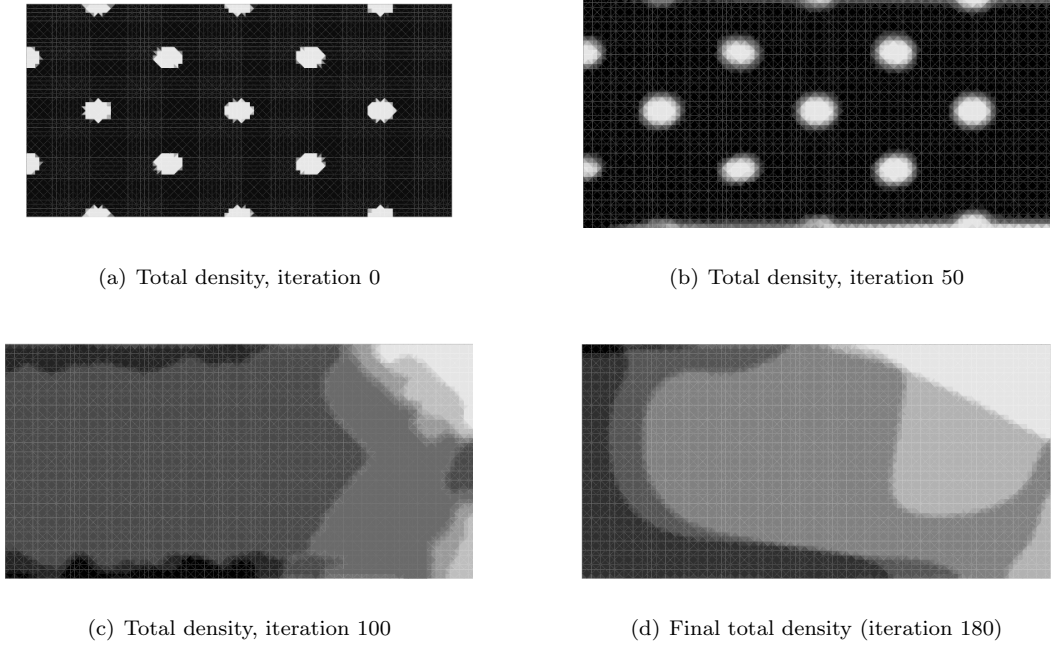 (a) Total density, iteration 0
(b) Total density, iteration 50
(c) Total density, iteration 100
(d) Final total density (iteration 180)